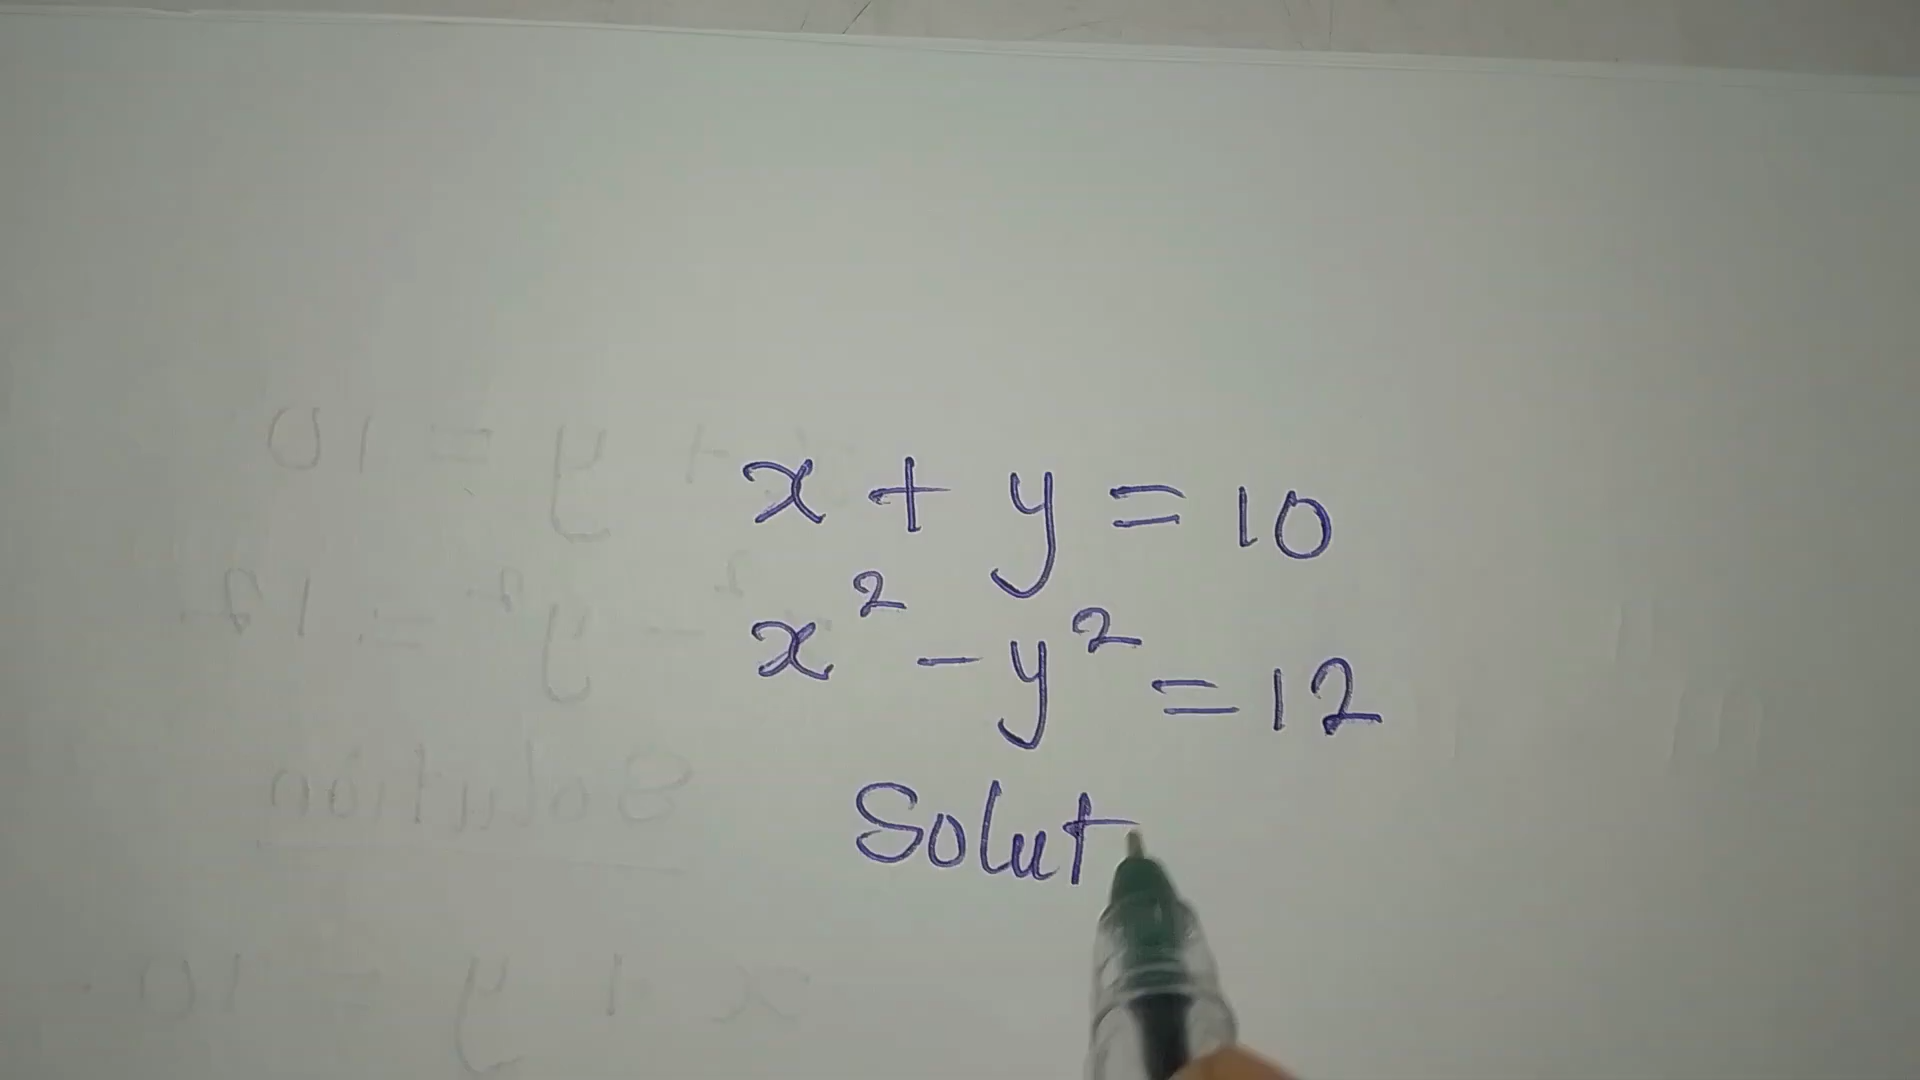 x + y = 10
x² - y² = 12
Solut